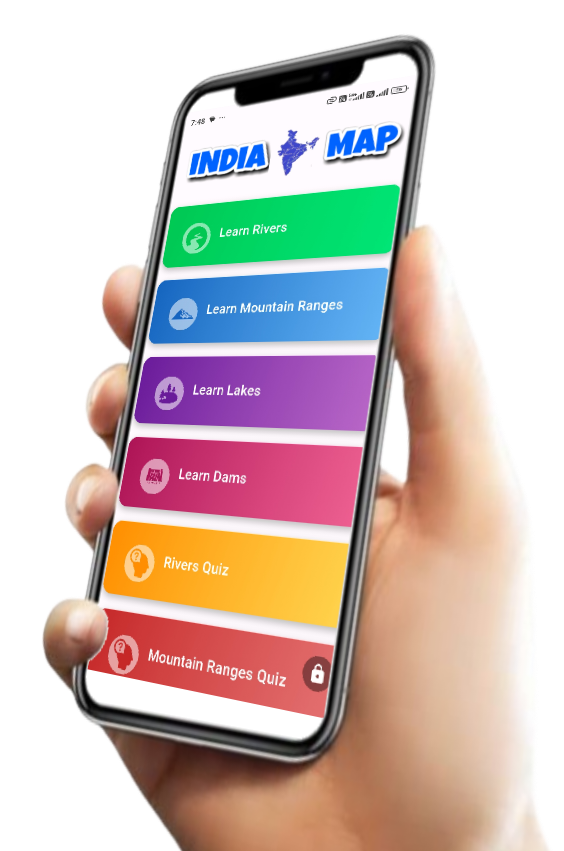 7:48
INDIA MAP
Learn Rivers
Learn Mountain Ranges
Learn Lakes
Learn Dams
Rivers Quiz
Mountain Ranges Quiz